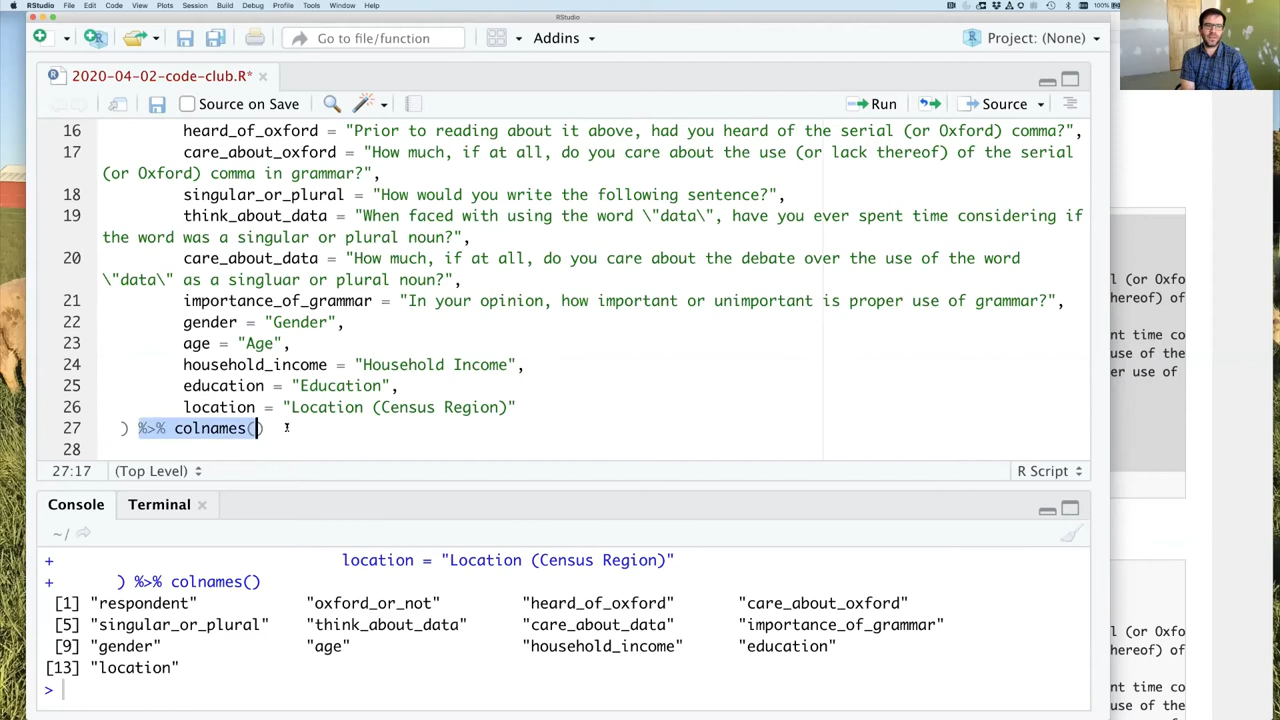 RStudio File Edit Code View Plots Session Build Debug Profile Tools Window Help 100%
RStudio
Go to file/function Addins Project: (None)
2020-04-02-code-club.R*
Source on Save Run Source
16 heard_of_oxford = "Prior to reading about it above, had you heard of the serial (or Oxford) comma?",
17 care_about_oxford = "How much, if at all, do you care about the use (or lack thereof) of the serial
(or Oxford) comma in grammar?",
18 singular_or_plural = "How would you write the following sentence?",
19 think_about_data = "When faced with using the word \"data\", have you ever spent time considering if
the word was a singular or plural noun?",
20 care_about_data = "How much, if at all, do you care about the debate over the use of the word
\"data\" as a singluar or plural noun?",
21 importance_of_grammar = "In your opinion, how important or unimportant is proper use of grammar?",
22 gender = "Gender",
23 age = "Age",
24 household_income = "Household Income",
25 education = "Education",
26 location = "Location (Census Region)"
27 ) %>% colnames()
28
27:17 (Top Level) R Script
Console Terminal
~/
+ location = "Location (Census Region)"
+ ) %>% colnames()
[1] "respondent" "oxford_or_not" "heard_of_oxford" "care_about_oxford"
[5] "singular_or_plural" "think_about_data" "care_about_data" "importance_of_grammar"
[9] "gender" "age" "household_income" "education"
[13] "location"
>
l (or Oxfo
hereof) of
nt time co
use of the
er use of
l (or Oxfo
hereof) of
nt time co
use of the